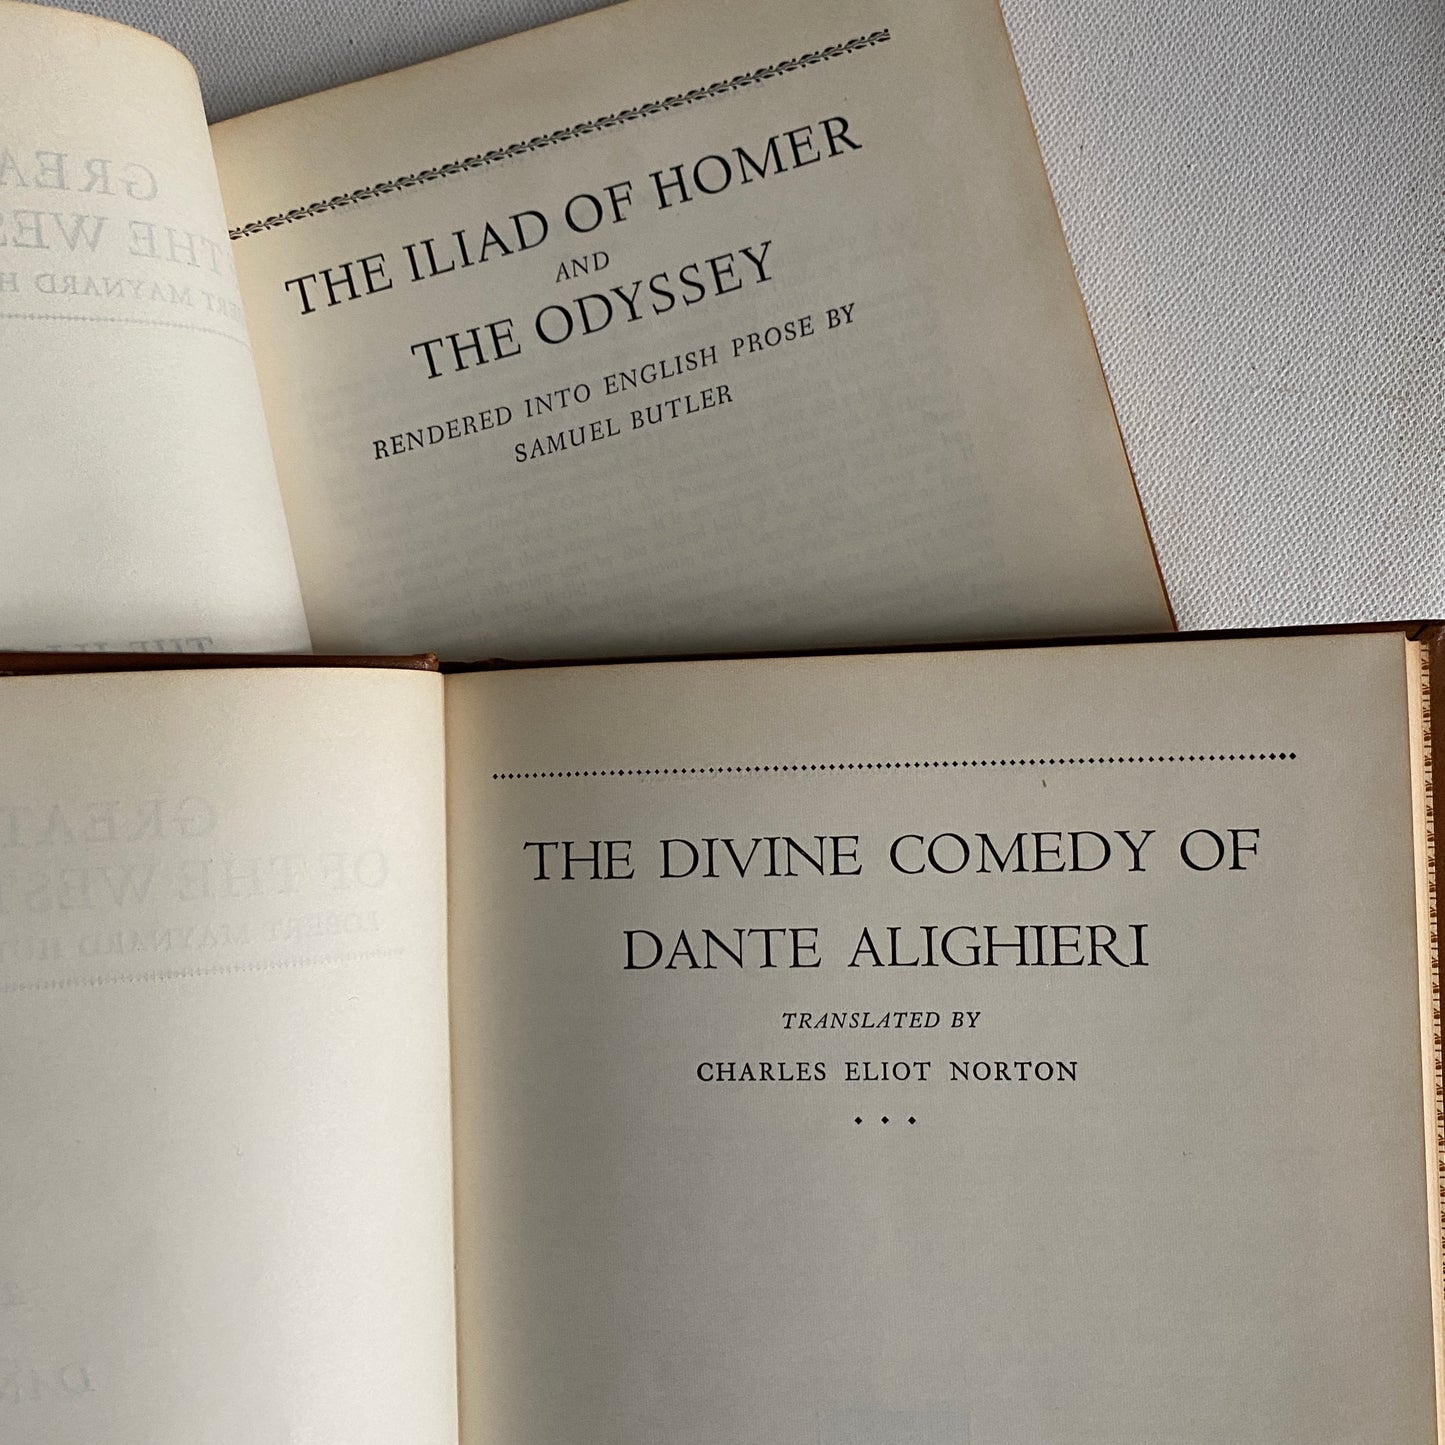 THE ILIAD OF HOMER
AND
THE ODYSSEY
RENDERED INTO ENGLISH PROSE BY
SAMUEL BUTLER
THE DIVINE COMEDY OF
DANTE ALIGHIERI
TRANSLATED BY
CHARLES ELIOT NORTON